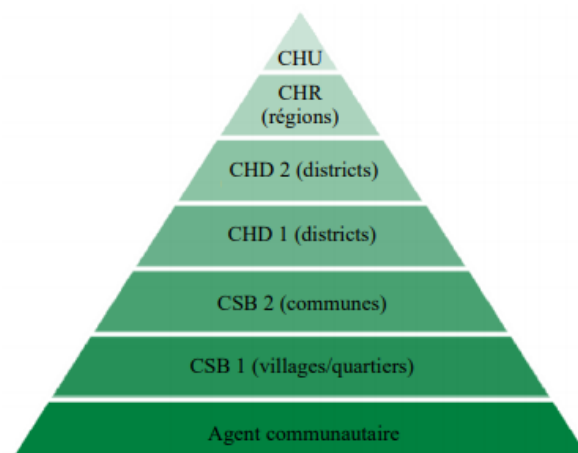 CHU
CHR
(régions)
CHD 2 (districts)
CHD 1 (districts)
CSB 2 (communes)
CSB 1 (villages/quartiers)
Agent communautaire